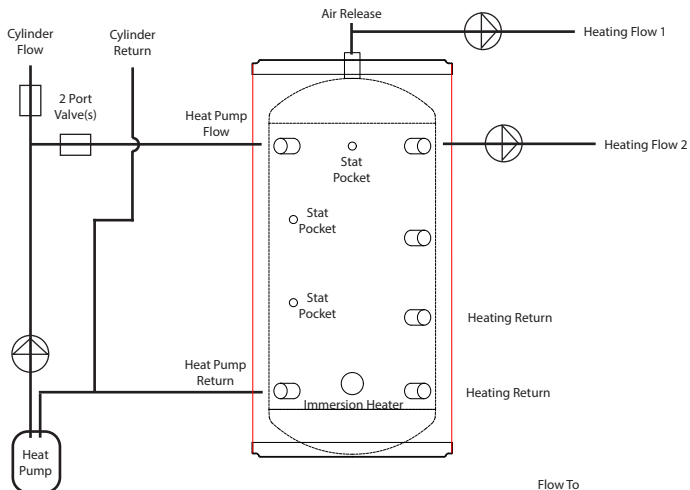 Air Release
Heating Flow 1
Cylinder
Flow
Cylinder
Return
2 Port
Valve(s)
Heat Pump
Flow
Heating Flow 2
Stat
Pocket
Stat
Pocket
Stat
Pocket
Heating Return
Heat Pump
Return
Heating Return
Immersion Heater
Heat
Pump
Flow To